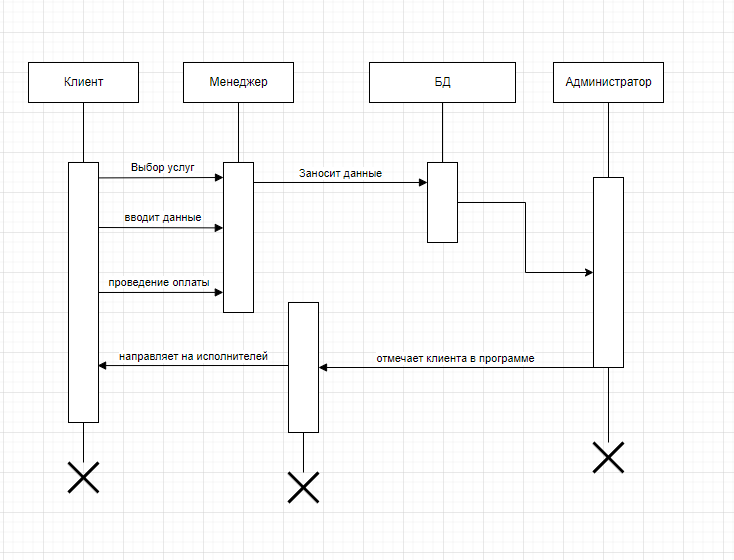 Клиент
Менеджер
БД
Администратор
Выбор услуг
Заносит данные
вводит данные
проведение оплаты
направляет на исполнителей
отмечает клиента в программе